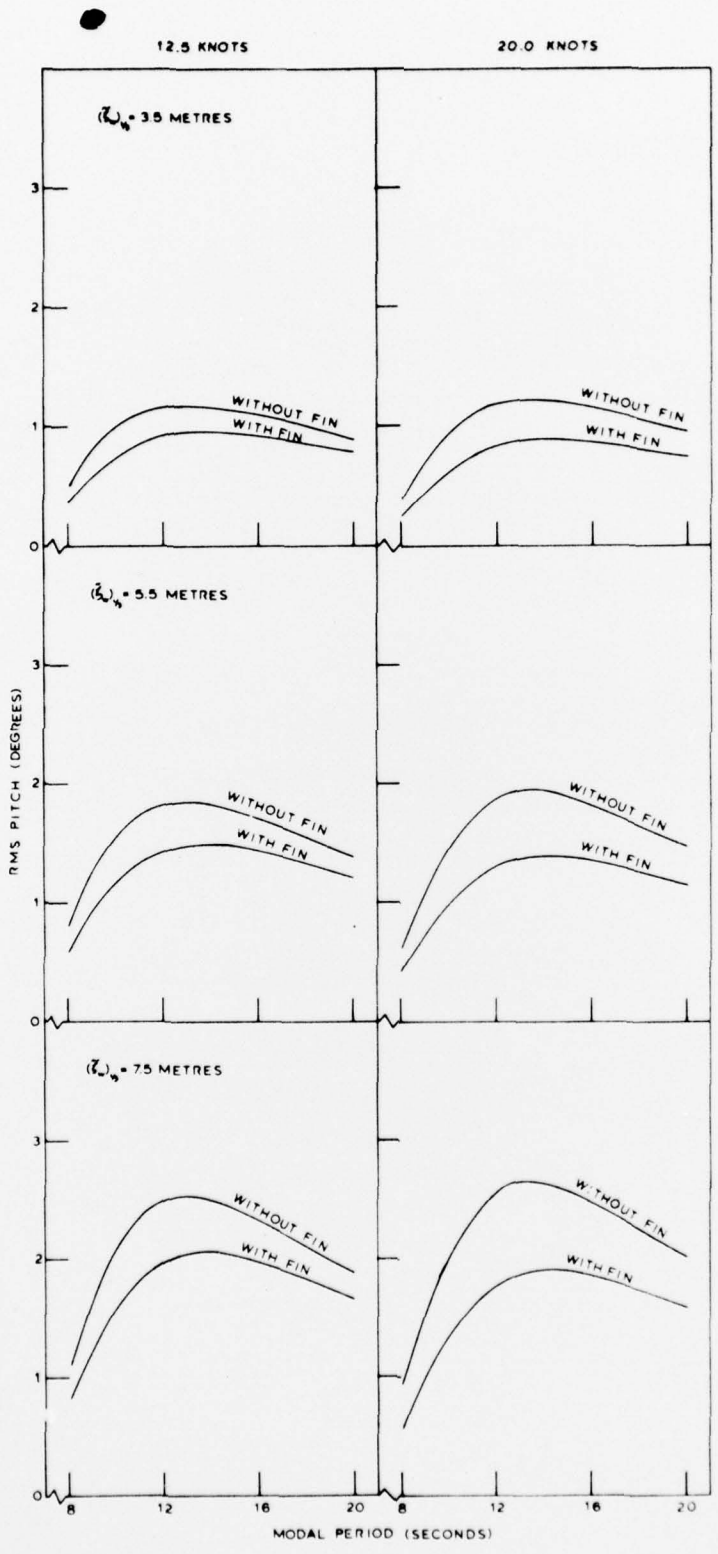 12.5 KNOTS 20.0 KNOTS
(ζ̃w)⅓ = 3.5 METRES
3
2
WITHOUT FIN WITHOUT FIN
1
WITH FIN WITH FIN
0
(ζ̃w)⅓ = 5.5 METRES
3
RMS PITCH (DEGREES)
2
WITHOUT FIN WITHOUT FIN
WITH FIN WITH FIN
1
0
(ζ̃w)⅓ = 7.5 METRES
3
WITHOUT FIN WITHOUT FIN
2
WITH FIN WITH FIN
1
0
8 12 16 20 8 12 16 20
MODAL PERIOD (SECONDS)